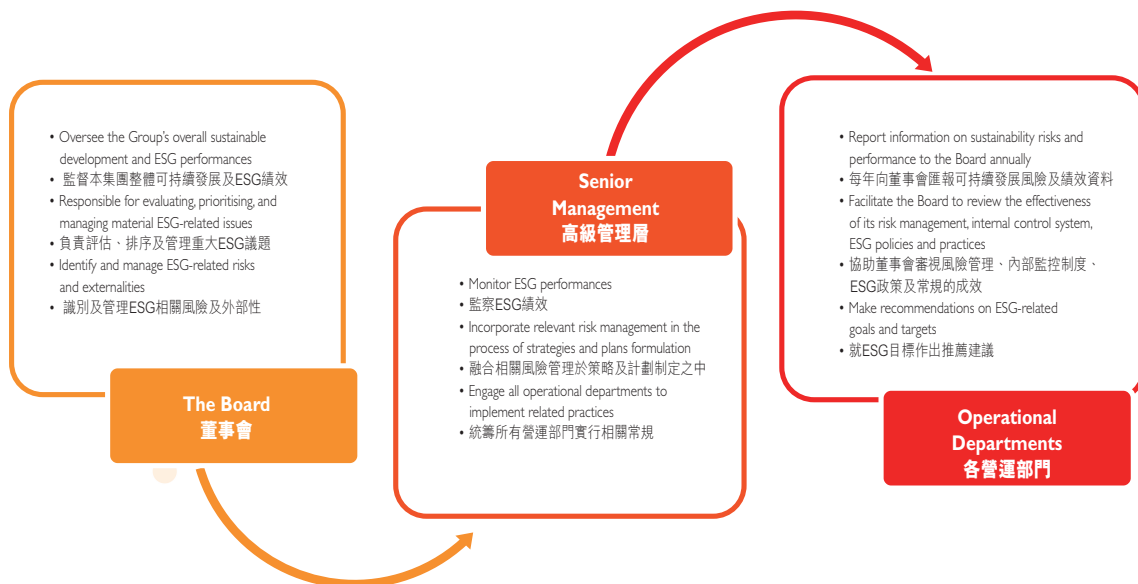 • Oversee the Group's overall sustainable
development and ESG performances
• 監督本集團整體可持續發展及ESG績效
• Responsible for evaluating, prioritising, and
managing material ESG-related issues
• 負責評估、排序及管理重大ESG議題
• Identify and manage ESG-related risks
and externalities
• 識別及管理ESG相關風險及外部性
The Board
董事會
Senior
Management
高級管理層
• Monitor ESG performances
• 監察ESG績效
• Incorporate relevant risk management in the
process of strategies and plans formulation
• 融合相關風險管理於策略及計劃制定之中
• Engage all operational departments to
implement related practices
• 統籌所有營運部門實行相關常規
• Report information on sustainability risks and
performance to the Board annually
• 每年向董事會匯報可持續發展風險及績效資料
• Facilitate the Board to review the effectiveness
of its risk management, internal control system,
ESG policies and practices
• 協助董事會審視風險管理、內部監控制度、
ESG政策及常規的成效
• Make recommendations on ESG-related
goals and targets
• 就ESG目標作出推薦建議
Operational
Departments
各營運部門